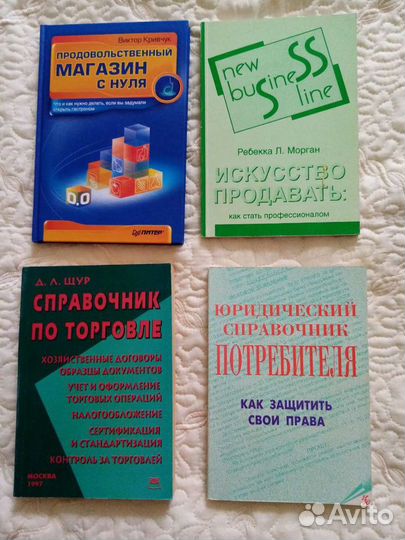 Виктор Кривчук
ПРОДОВОЛЬСТВЕННЫЙ
МАГАЗИН
С НУЛЯ
Что и как нужно делать, если вы задумали
открыть гастроном
0,0
ПИТЕР
new
buSineSS
line
Ребекка Л. Морган
ИСКУССТВО
ПРОДАВАТЬ:
как стать профессионалом
Д. Л. ЩУР
СПРАВОЧНИК
ПО ТОРГОВЛЕ
ХОЗЯЙСТВЕННЫЕ ДОГОВОРЫ
ОБРАЗЦЫ ДОКУМЕНТОВ
УЧЕТ И ОФОРМЛЕНИЕ
ТОРГОВЫХ ОПЕРАЦИЙ
НАЛОГООБЛОЖЕНИЕ
СЕРТИФИКАЦИЯ
И СТАНДАРТИЗАЦИЯ
КОНТРОЛЬ ЗА ТОРГОВЛЕЙ
МОСКВА
1997
ЮРИДИЧЕСКИЙ
СПРАВОЧНИК
ПОТРЕБИТЕЛЯ
КАК ЗАЩИТИТЬ
СВОИ ПРАВА
Avito